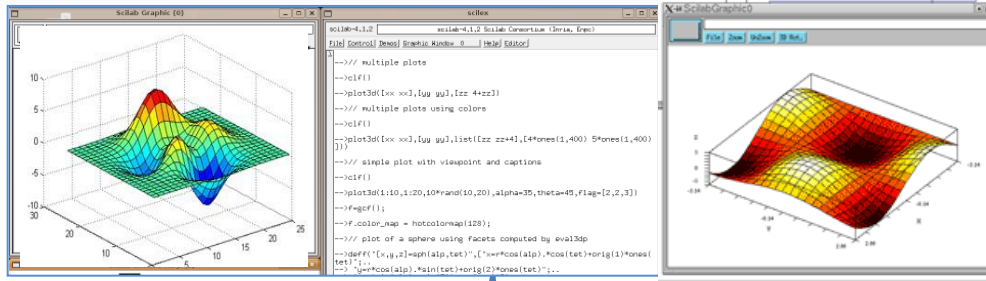 Scilab Graphic (0)
10
5
0
-5
-10
30
20
10
5
10
15
20
25
scilex
scilab-4.1.2
scilab-4.1.2 Scilab Consortium (Inria, Enpc)
File Control Demos Graphic Window 0 Help Editor
-->// multiple plots
-->clf()
-->plot3d([xx xx],[yy yy],[zz 4+zz])
-->// multiple plots using colors
-->clf()
-->plot3d([xx xx],[yy yy],list([zz zz+4],[4*ones(1,400) 5*ones(1,400)
]))
-->// simple plot with viewpoint and captions
-->clf()
-->plot3d(1:10,1:20,10*rand(10,20),alpha=35,theta=45,flag=[2,2,3])
-->f=gcf();
-->f.color_map = hotcolormap(128);
-->// plot of a sphere using facets computed by eval3dp
-->deff("[x,y,z]=sph(alp,tet)",["x=r*cos(alp).*cos(tet)+orig(1)*ones(
tet)";..
--> "y=r*cos(alp).*sin(tet)+orig(2)*ones(tet)";..
ScilabGraphic0
File Zoom UnZoom 3D Rot.
Z
Y
X